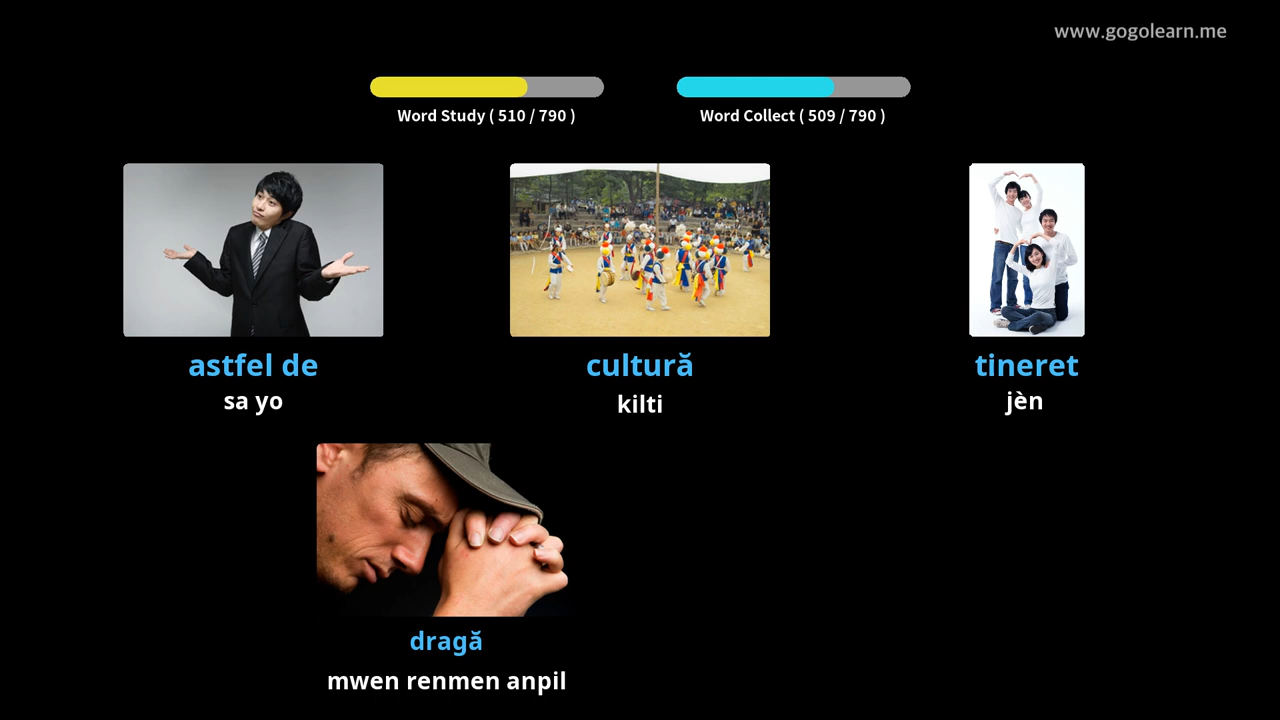 www.gogolearn.me
Word Study ( 510 / 790 )
Word Collect ( 509 / 790 )
astfel de
sa yo
cultură
kilti
tineret
jèn
dragă
mwen renmen anpil